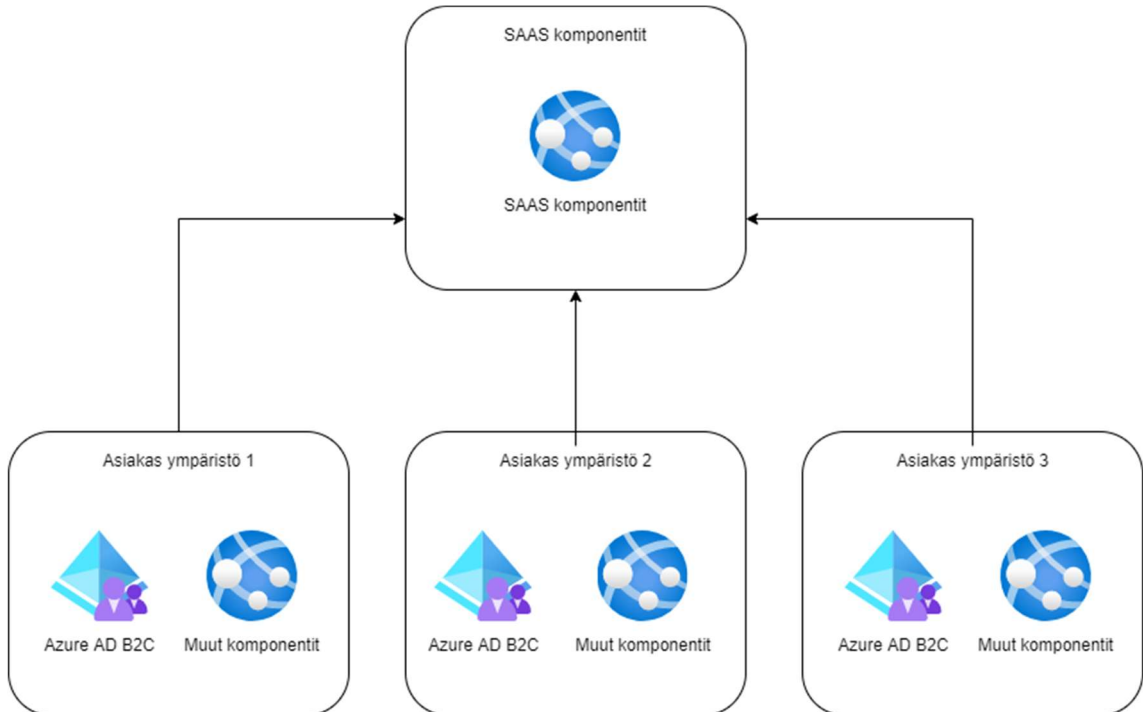 SAAS komponentit
SAAS komponentit
Asiakas ympäristö 1
Azure AD B2C
Muut komponentit
Asiakas ympäristö 2
Azure AD B2C
Muut komponentit
Asiakas ympäristö 3
Azure AD B2C
Muut komponentit